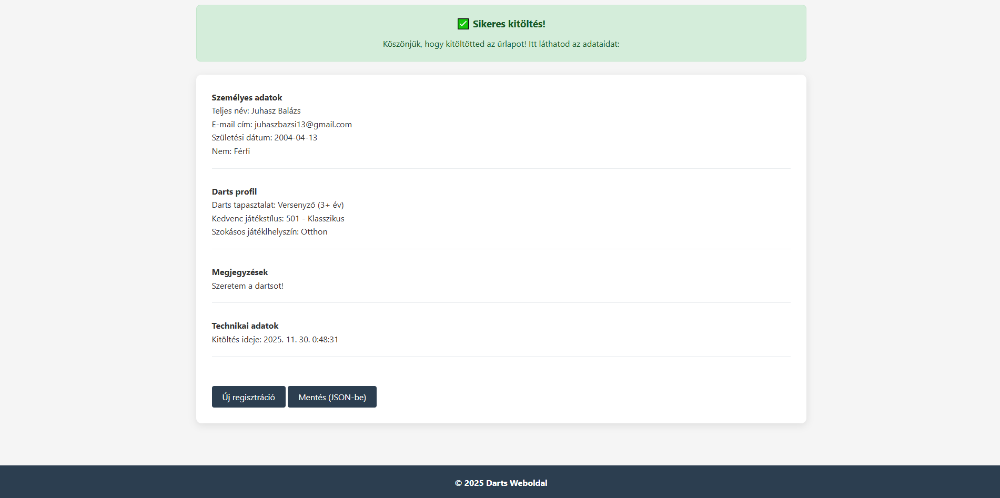 ✅ Sikeres kitöltés!
Köszönjük, hogy kitöltötted az űrlapot! Itt láthatod az adataidat:
Személyes adatok
Teljes név: Juhasz Balázs
E-mail cím: juhaszbazsi13@gmail.com
Születési dátum: 2004-04-13
Nem: Férfi
Darts profil
Darts tapasztalat: Versenyző (3+ év)
Kedvenc játékstílus: 501 - Klasszikus
Szokásos játéklhelyszín: Otthon
Megjegyzések
Szeretem a dartsot!
Technikai adatok
Kitöltés ideje: 2025. 11. 30. 0:48:31
Új regisztráció
Mentés (JSON-be)
© 2025 Darts Weboldal